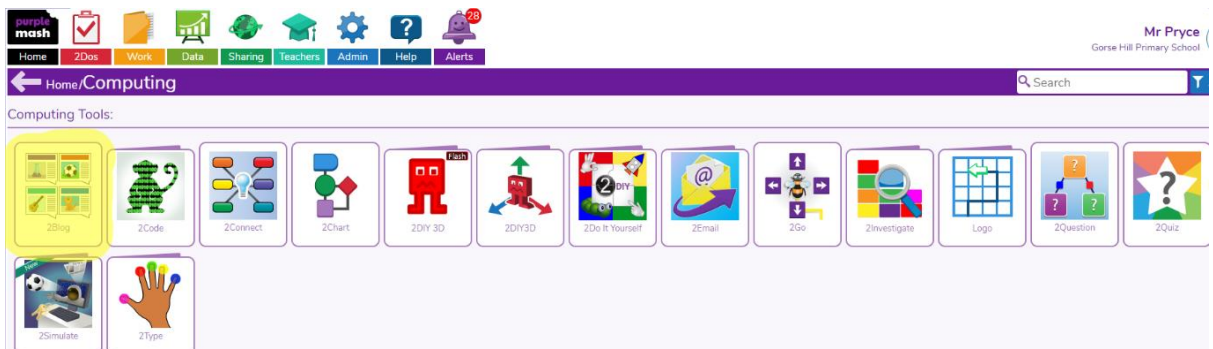 purple
mash
28
Home 2Dos Work Data Sharing Teachers Admin Help Alerts
Mr Pryce
Gorse Hill Primary School
Home/Computing
Search
Computing Tools:
Flash
2 DIY
@
? ? ?
?
2Blog 2Code 2Connect 2Chart 2DIY 3D 2DIY3D 2Do It Yourself 2Email 2Go 2Investigate Logo 2Question 2Quiz
New
2Simulate 2Type